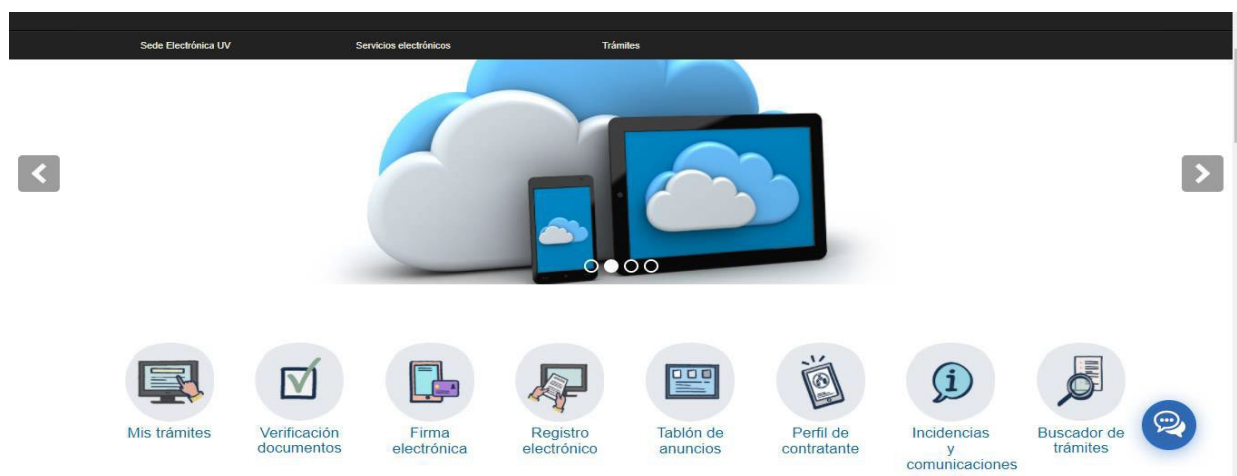 Sede Electrónica UV
Servicios electrónicos
Trámites
Mis trámites
Verificación
documentos
Firma
electrónica
Registro
electrónico
Tablón de
anuncios
Perfil de
contratante
Incidencias
y
comunicaciones
Buscador de
trámites